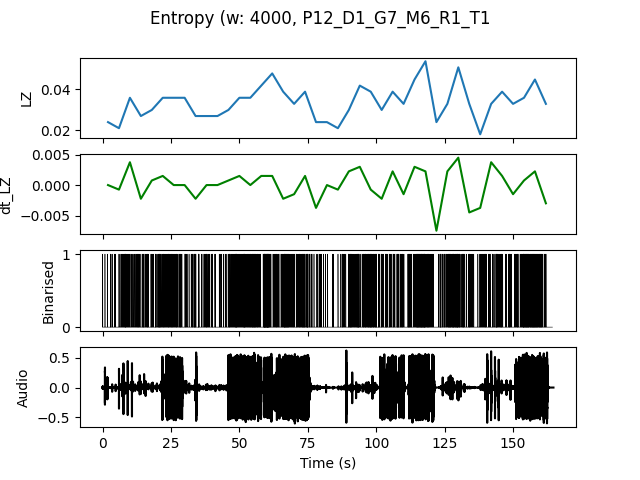 Entropy (w: 4000, P12_D1_G7_M6_R1_T1
LZ
0.04
0.02
dt_LZ
0.005
0.000
−0.005
Binarised
1
0
Audio
0.5
0.0
−0.5
0 25 50 75 100 125 150
Time (s)